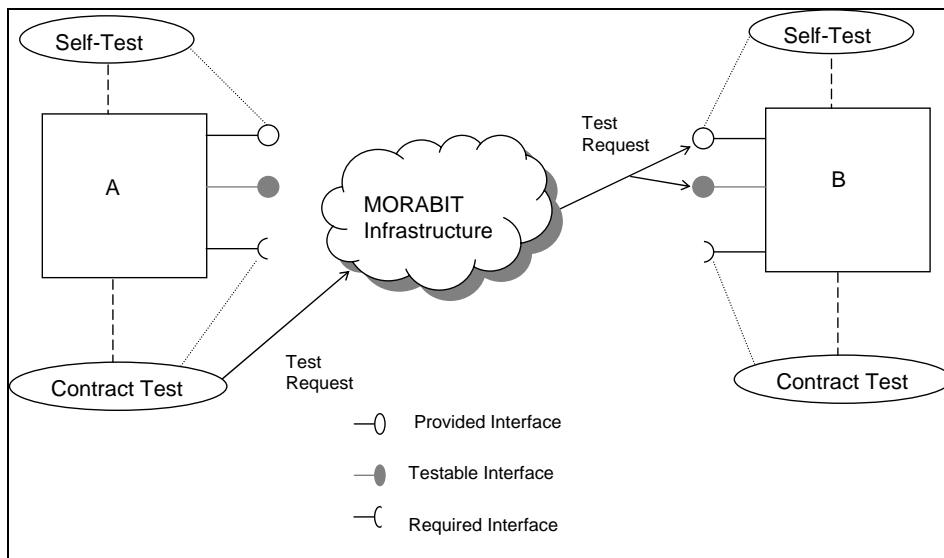 Self-Test
Self-Test
Test
Request
A
B
MORABIT
Infrastructure
Test
Request
Contract Test
Contract Test
Provided Interface
Testable Interface
Required Interface